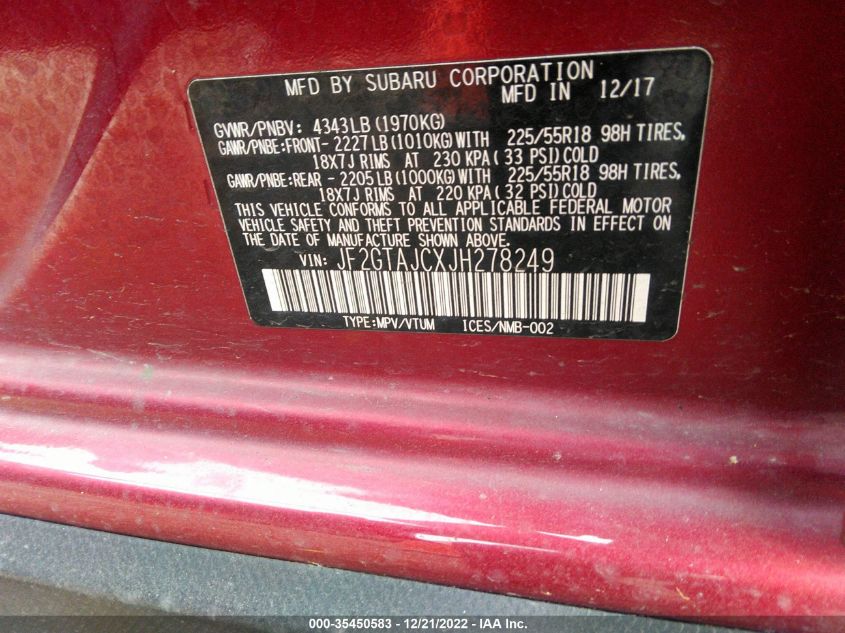 MFD BY SUBARU CORPORATION
MFD IN 12/17
GVWR/PNBV: 4343LB(1970KG)
GAWR/PNBE:FRONT-2227LB(1010KG)WITH 225/55R18 98H TIRES,
18X7J RIMS AT 230 KPA(33 PSI)COLD
GAWR/PNBE:REAR -2205LB(1000KG)WITH 225/55R18 98H TIRES,
18X7J RIMS AT 220 KPA(32 PSI)COLD
THIS VEHICLE CONFORMS TO ALL APPLICABLE FEDERAL MOTOR
VEHICLE SAFETY AND THEFT PREVENTION STANDARDS IN EFFECT ON
THE DATE OF MANUFACTURE SHOWN ABOVE.
VIN: JF2GTAJCXJH278249
TYPE:MPV/VTUM ICES/NMB-002
000-35450583 - 12/21/2022 - IAA Inc.